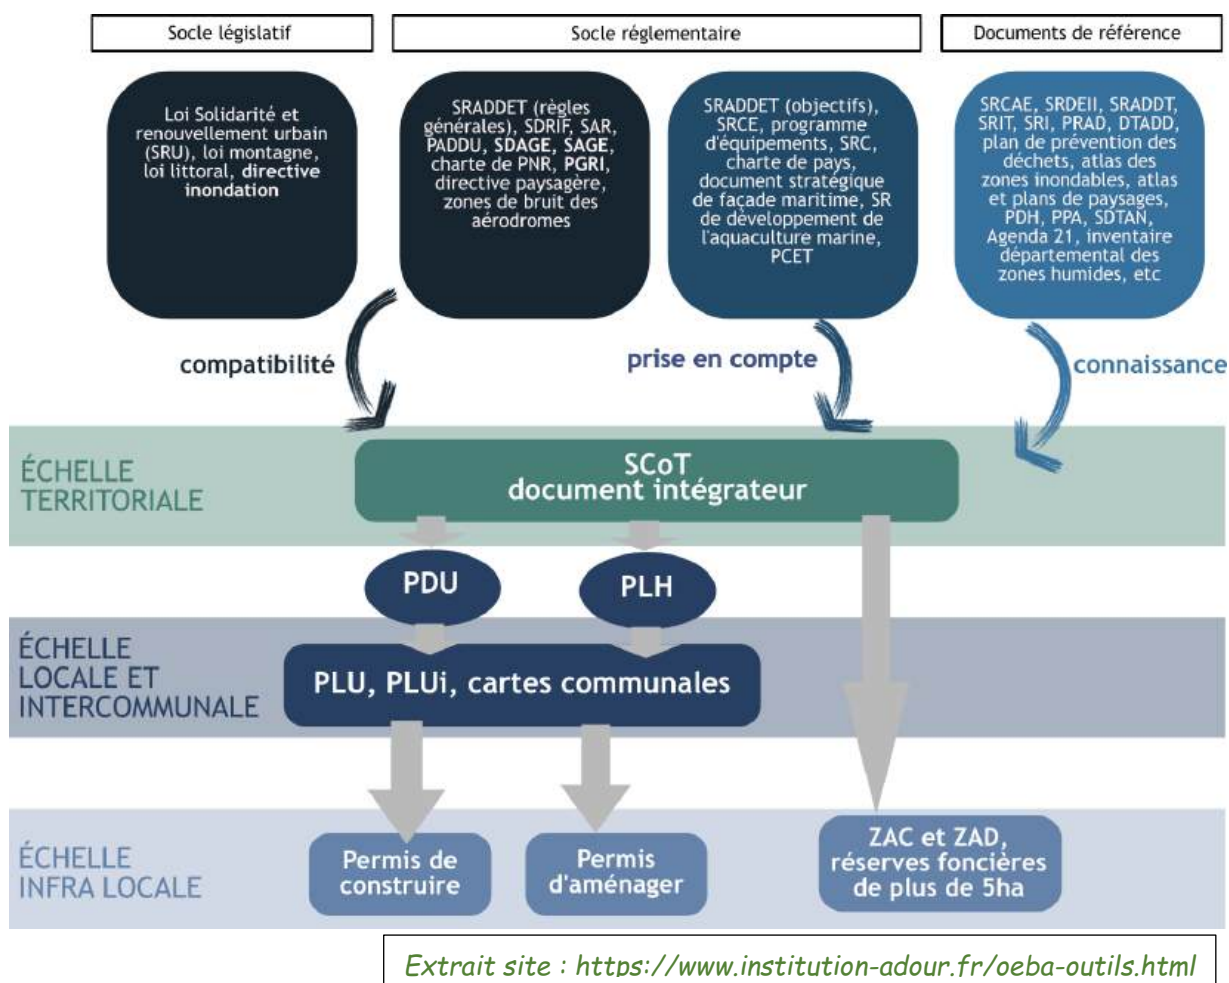 Socle législatif
Socle réglementaire
Documents de référence
Loi Solidarité et
renouvellement urbain
(SRU), loi montagne,
loi littoral, directive
inondation
SRADDET (règles
générales), SDRIF, SAR,
PADDU, SDAGE, SAGE,
charte de PNR, PGRI,
directive paysagère,
zones de bruit des
aérodromes
SRADDET (objectifs),
SRCE, programme
d'équipements, SRC,
charte de pays,
document stratégique
de façade maritime, SR
de développement de
l'aquaculture marine,
PCET
SRCAE, SRDEII, SRADDT,
SRIT, SRI, PRAD, DTADD,
plan de prévention des
déchets, atlas des
zones inondables, atlas
et plans de paysages,
PDH, PPA, SDTAN,
Agenda 21, inventaire
départemental des
zones humides, etc
compatibilité
prise en compte
connaissance
ÉCHELLE
TERRITORIALE
SCoT
document intégrateur
PDU
PLH
ÉCHELLE
LOCALE ET
INTERCOMMUNALE
PLU, PLUi, cartes communales
ÉCHELLE
INFRA LOCALE
Permis de
construire
Permis
d'aménager
ZAC et ZAD,
réserves foncières
de plus de 5ha
Extrait site : https://www.institution-adour.fr/oeba-outils.html